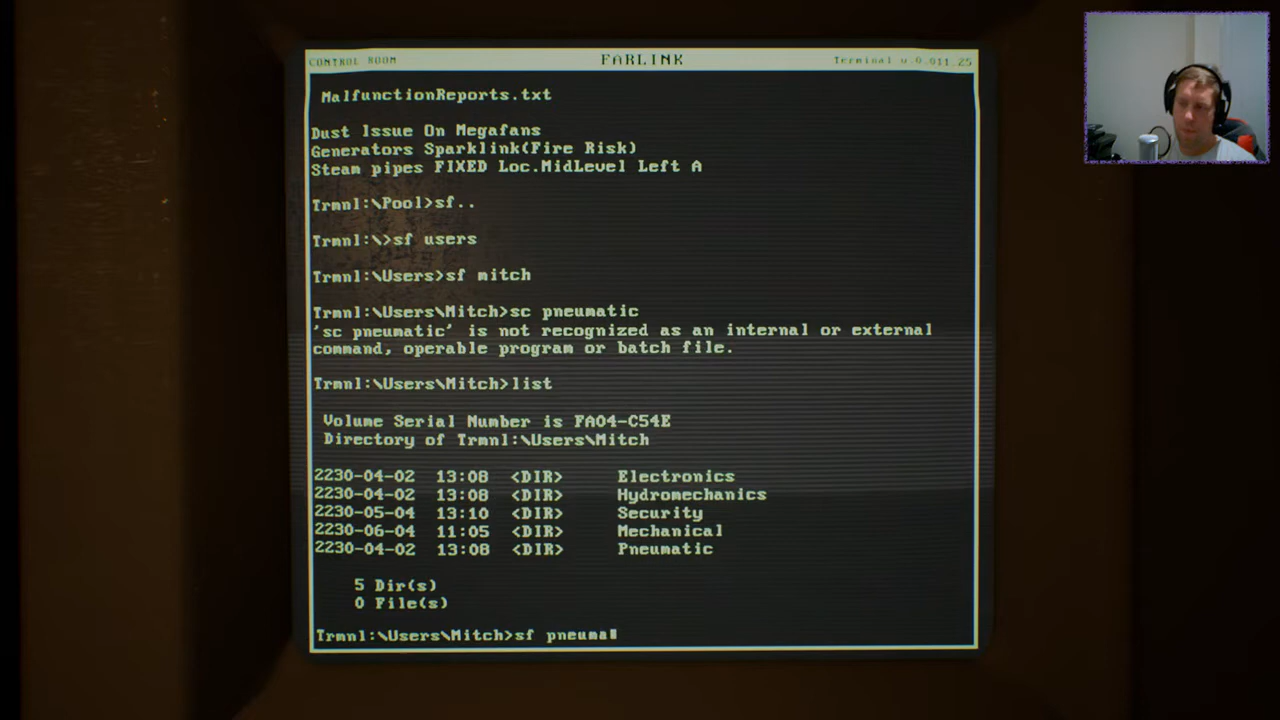 CONTROL ROOM FARLINK Terminal v.0.011.25
MalfunctionReports.txt
Dust Issue On Megafans
Generators Sparklink(Fire Risk)
Steam pipes FIXED Loc.MidLevel Left A
Trmnl:\Pool>sf..
Trmnl:\>sf users
Trmnl:\Users>sf mitch
Trmnl:\Users\Mitch>sc pneumatic
'sc pneumatic' is not recognized as an internal or external
command, operable program or batch file.
Trmnl:\Users\Mitch>list
Volume Serial Number is FA04-C54E
Directory of Trmnl:\Users\Mitch
2230-04-02 13:08 <DIR> Electronics
2230-04-02 13:08 <DIR> Hydromechanics
2230-05-04 13:10 <DIR> Security
2230-06-04 11:05 <DIR> Mechanical
2230-04-02 13:08 <DIR> Pneumatic
5 Dir(s)
0 File(s)
Trmnl:\Users\Mitch>sf pneuma